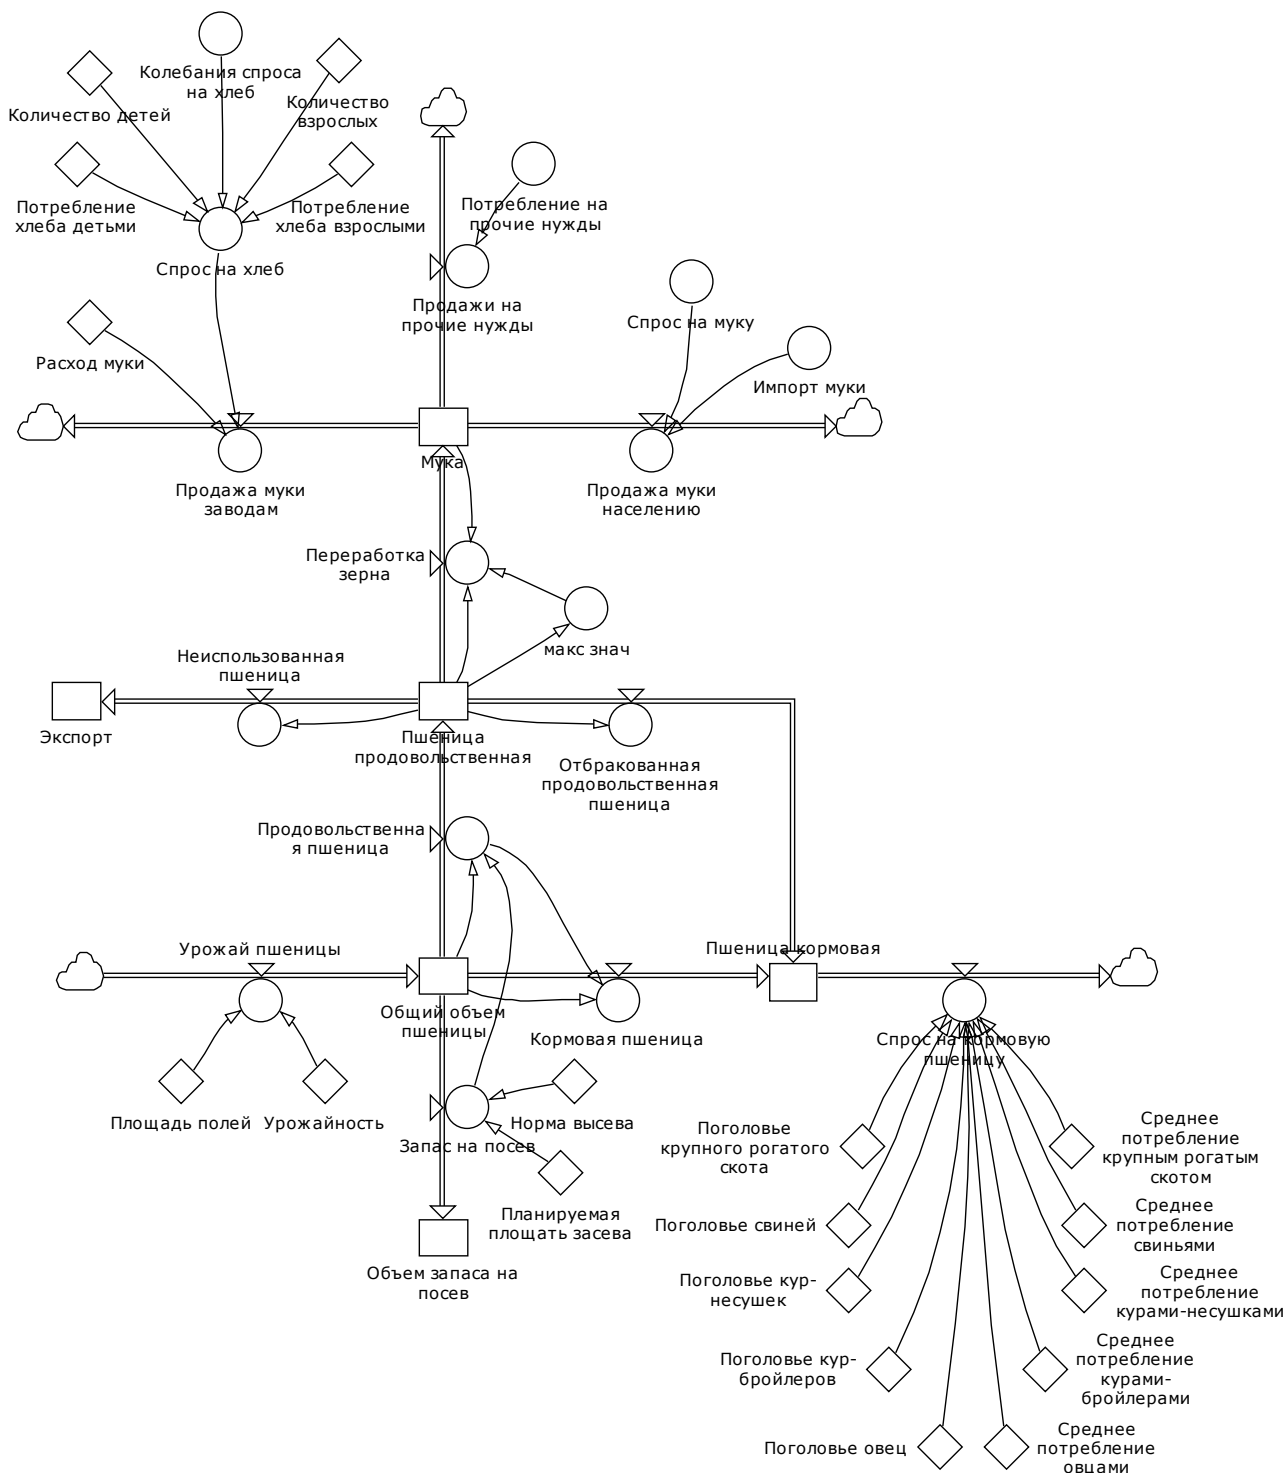 Колебания спроса
на хлеб
Количество детей
Количество
взрослых
Потребление
хлеба детьми
Потребление
хлеба взрослыми
Потребление на
прочие нужды
Спрос на хлеб
Продажи на
прочие нужды
Спрос на муку
Расход муки
Импорт муки
Мука
Продажа муки
заводам
Продажа муки
населению
Переработка
зерна
макс знач
Неиспользованная
пшеница
Экспорт
Пшеница
продовольственная
Отбракованная
продовольственная
пшеница
Продовольственна
я пшеница
Урожай пшеницы
Пшеница кормовая
Общий объем
пшеницы
Кормовая пшеница
Спрос на кормовую
пшеницу
Площадь полей
Урожайность
Норма высева
Запас на посев
Планируемая
площать засева
Объем запаса на
посев
Поголовье
крупного рогатого
скота
Среднее
потребление
крупным рогатым
скотом
Поголовье свиней
Среднее
потребление
свиньями
Поголовье кур-
несушек
Среднее
потребление
курами-несушками
Поголовье кур-
бройлеров
Среднее
потребление
курами-
бройлерами
Поголовье овец
Среднее
потребление
овцами